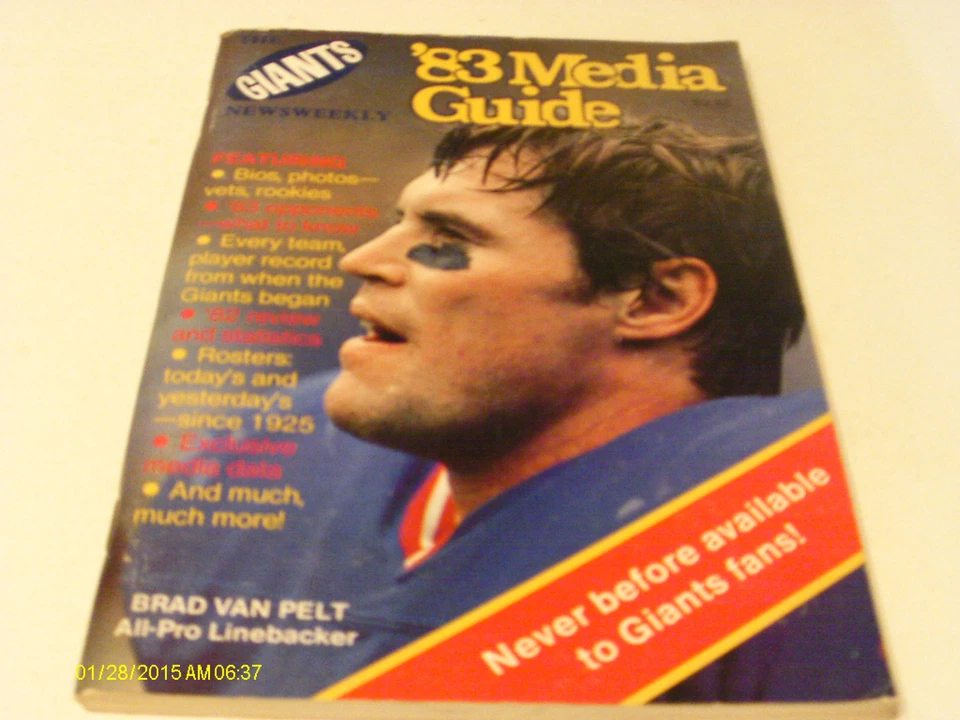 THE
GIANTS
NEWSWEEKLY
'83 Media
Guide
FEATURING
• Bios, photos—
vets, rookies
• '83 opponents
—what to know
• Every team,
player record
from when the
Giants began
• '82 review
and statistics
• Rosters:
today's and
yesterday's
—since 1925
• Exclusive
media data
• And much,
much more!
BRAD VAN PELT
All-Pro Linebacker
Never before available
to Giants fans!
01/28/2015 AM 06:37